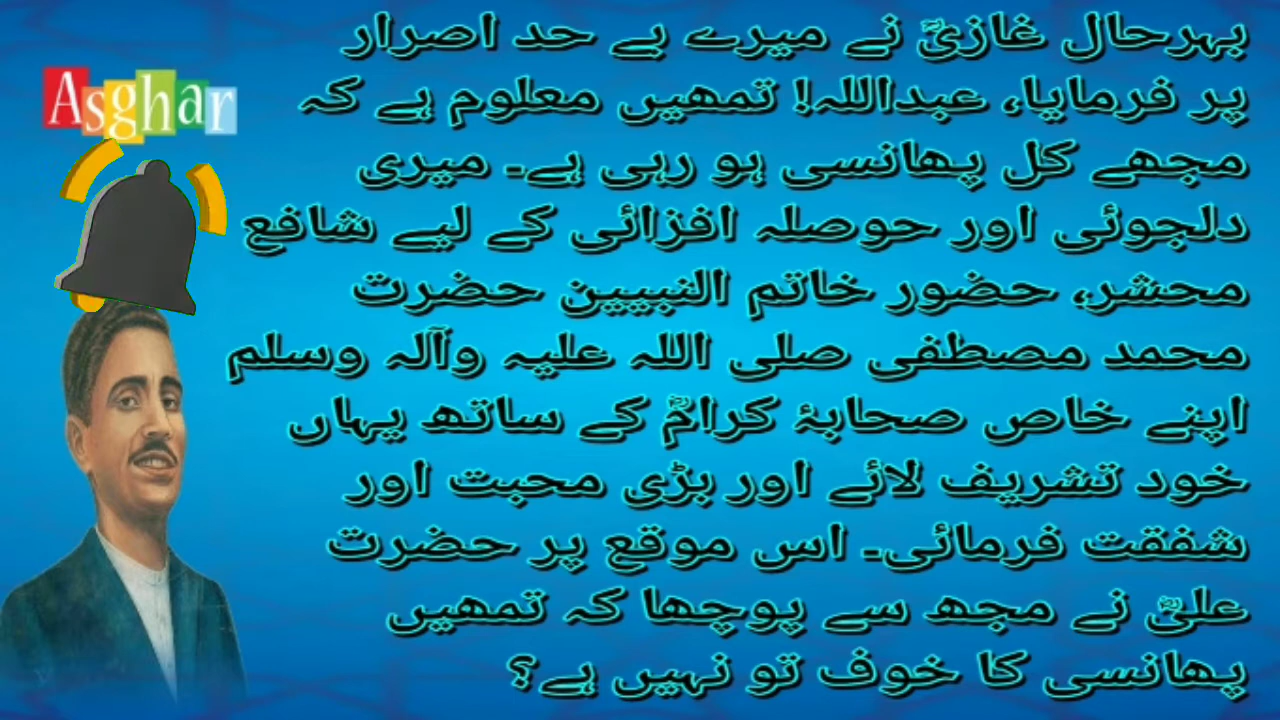 Asghar
بہرحال غازیؒ نے میرے بے حد اصرار
پر فرمایا، عبداللہ! تمھیں معلوم ہے کہ
مجھے کل پھانسی ہو رہی ہے۔ میری
دلجوئی اور حوصلہ افزائی کے لیے شافع
محشر، حضور خاتم النبیین حضرت
محمد مصطفی صلی اللہ علیہ وآلہ وسلم
اپنے خاص صحابۂ کرامؓ کے ساتھ یہاں
خود تشریف لائے اور بڑی محبت اور
شفقت فرمائی۔ اس موقع پر حضرت
علیؓ نے مجھ سے پوچھا کہ تمھیں
پھانسی کا خوف تو نہیں ہے؟